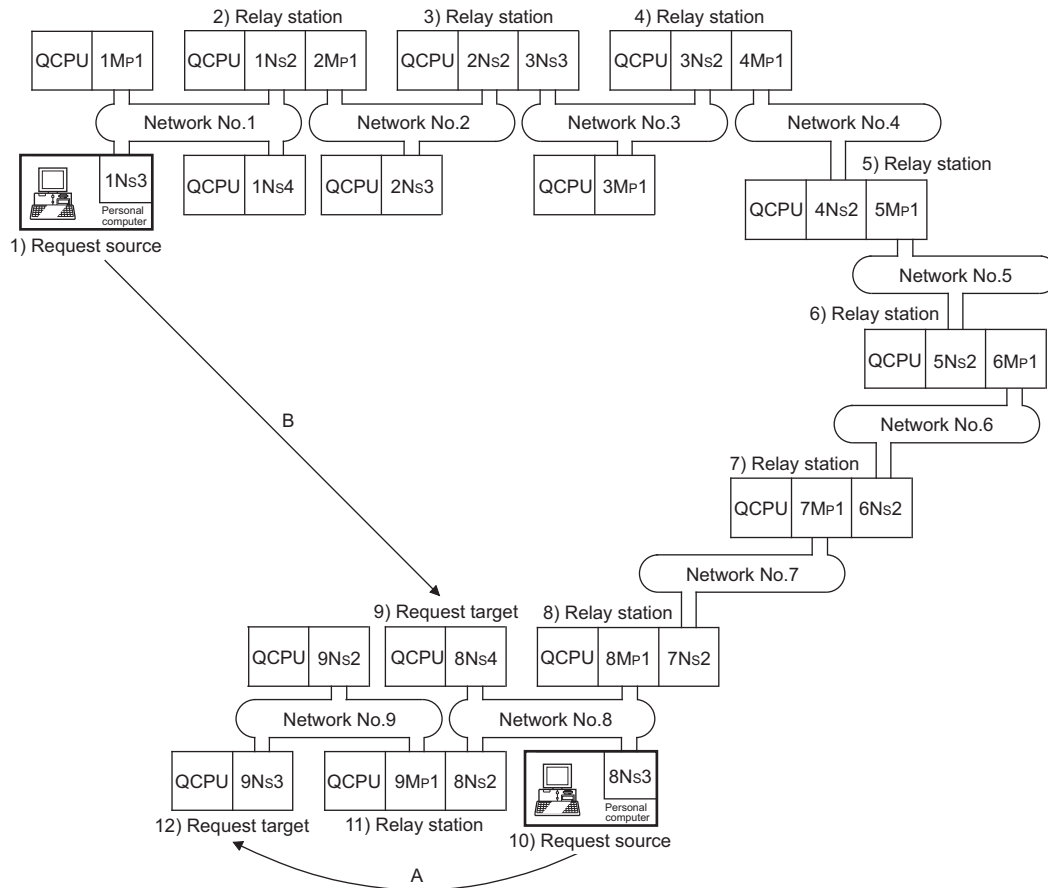 2) Relay station
3) Relay station
4) Relay station
QCPU 1MP1
QCPU 1NS2 2MP1
QCPU 2NS2 3NS3
QCPU 3NS2 4MP1
Network No.1
Network No.2
Network No.3
Network No.4
1NS3
Personal computer
QCPU 1NS4
QCPU 2NS3
QCPU 3MP1
1) Request source
5) Relay station
QCPU 4NS2 5MP1
Network No.5
6) Relay station
QCPU 5NS2 6MP1
B
Network No.6
7) Relay station
QCPU 7MP1 6NS2
Network No.7
9) Request target
8) Relay station
QCPU 9NS2
QCPU 8NS4
QCPU 8MP1 7NS2
Network No.9
Network No.8
QCPU 9NS3
QCPU 9MP1 8NS2
8NS3
Personal computer
12) Request target
11) Relay station
10) Request source
A